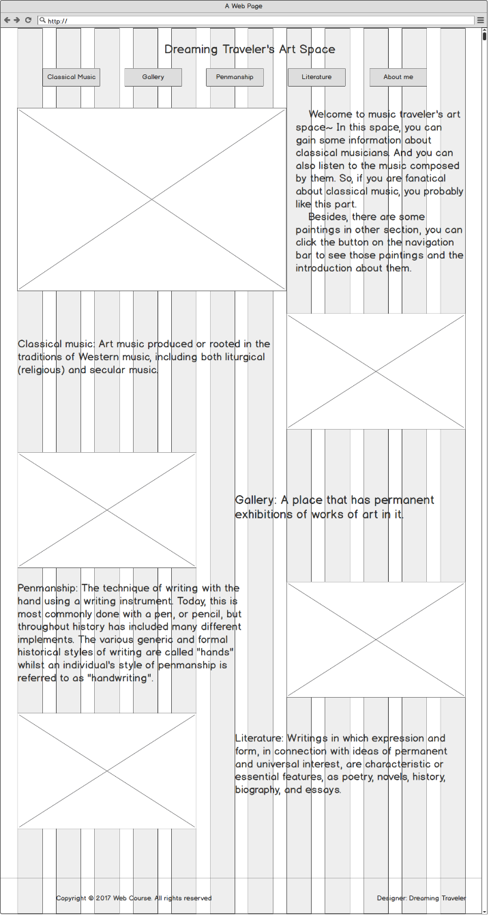 A Web Page
http://
Dreaming Traveler's Art Space
Classical Music
Gallery
Penmanship
Literature
About me
Welcome to music traveler's art
space~ In this space, you can
gain some information about
classical musicians. And you can
also listen to the music composed
by them. So, if you are fanatical
about classical music, you probably
like this part.
Besides, there are some
paintings in other section, you can
click the button on the navigation
bar to see those paintings and the
introduction about them.
Classical music: Art music produced or rooted in the
traditions of Western music, including both liturgical
(religious) and secular music.
Gallery: A place that has permanent
exhibitions of works of art in it.
Penmanship: The technique of writing with the
hand using a writing instrument. Today, this is
most commonly done with a pen, or pencil, but
throughout history has included many different
implements. The various generic and formal
historical styles of writing are called "hands"
whilst an individual's style of penmanship is
referred to as "handwriting".
Literature: Writings in which expression and
form, in connection with ideas of permanent
and universal interest, are characteristic or
essential features, as poetry, novels, history,
biography, and essays.
Copyright © 2017 Web Course. All rights reserved
Designer: Dreaming Traveler